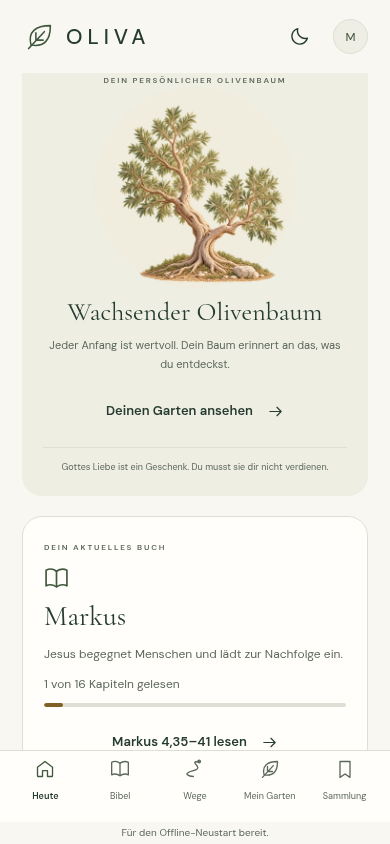 OLIVA
M
DEIN PERSÖNLICHER OLIVENBAUM
Wachsender Olivenbaum
Jeder Anfang ist wertvoll. Dein Baum erinnert an das, was
du entdeckst.
Deinen Garten ansehen →
Gottes Liebe ist ein Geschenk. Du musst sie dir nicht verdienen.
DEIN AKTUELLES BUCH
Markus
Jesus begegnet Menschen und lädt zur Nachfolge ein.
1 von 16 Kapiteln gelesen
Markus 4,35–41 lesen →
Heute Bibel Wege Mein Garten Sammlung
Für den Offline-Neustart bereit.